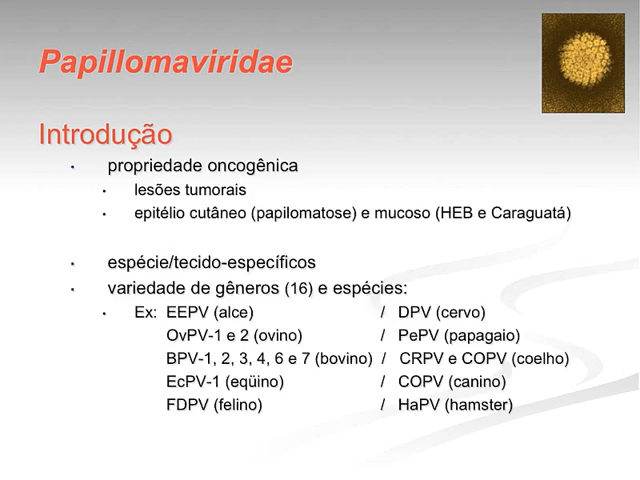 Papillomaviridae
Introdução
• propriedade oncogênica
• lesões tumorais
• epitélio cutâneo (papilomatose) e mucoso (HEB e Caraguatá)
• espécie/tecido-específicos
• variedade de gêneros (16) e espécies:
• Ex: EEPV (alce) / DPV (cervo)
OvPV-1 e 2 (ovino) / PePV (papagaio)
BPV-1, 2, 3, 4, 6 e 7 (bovino) / CRPV e COPV (coelho)
EcPV-1 (eqüino) / COPV (canino)
FDPV (felino) / HaPV (hamster)